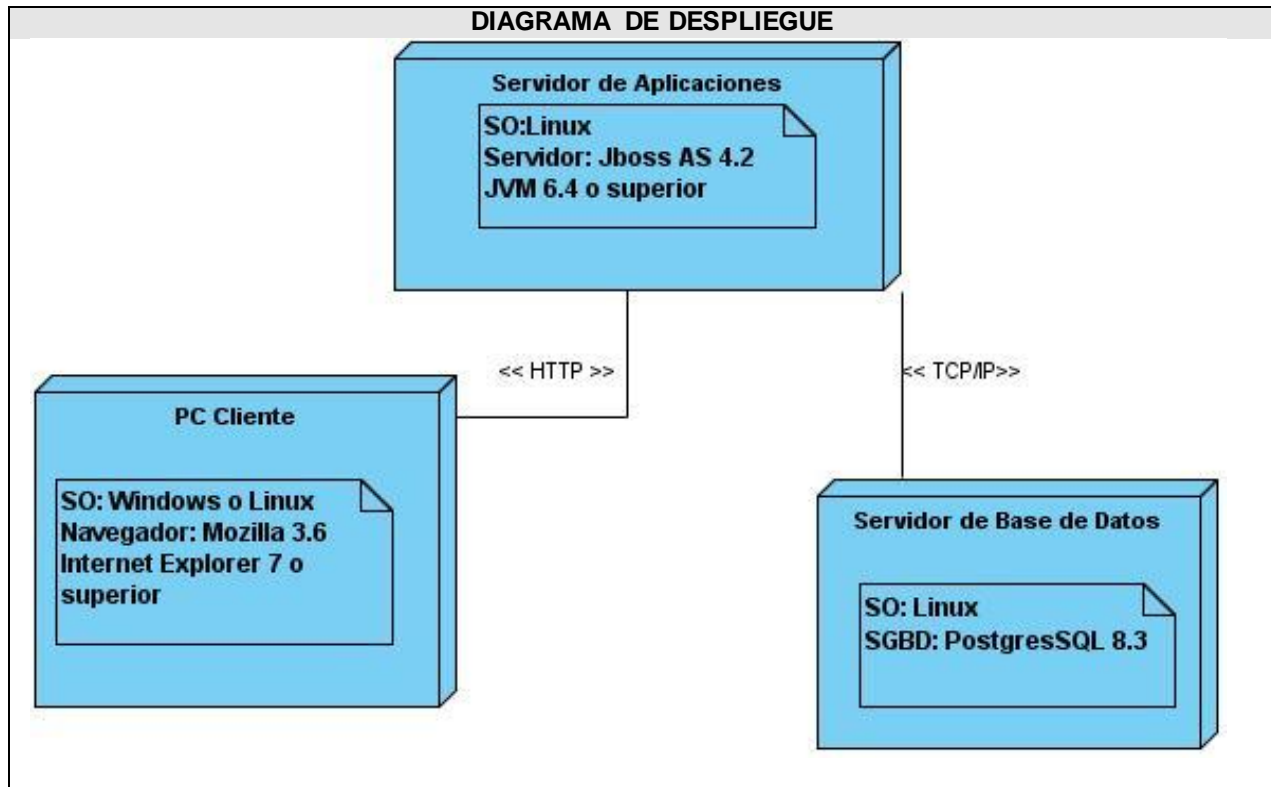 DIAGRAMA DE DESPLIEGUE
Servidor de Aplicaciones
SO:Linux
Servidor: Jboss AS 4.2
JVM 6.4 o superior
<< HTTP >>
<< TCP/IP>>
PC Cliente
SO: Windows o Linux
Navegador: Mozilla 3.6
Internet Explorer 7 o
superior
Servidor de Base de Datos
SO: Linux
SGBD: PostgresSQL 8.3